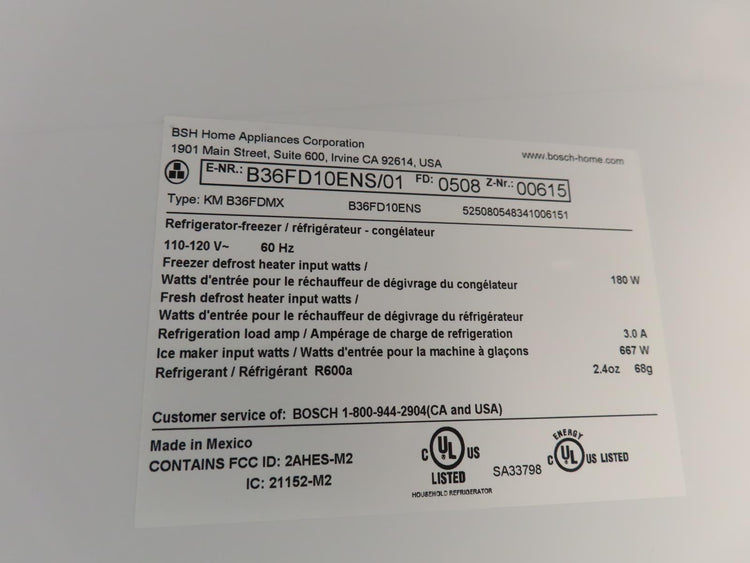 BSH Home Appliances Corporation
1901 Main Street, Suite 600, Irvine CA 92614, USA www.bosch-home.com
E-NR.: B36FD10ENS/01 FD: 0508 Z-Nr.: 00615
Type: KM B36FDMX B36FD10ENS 525080548341006151
Refrigerator-freezer / réfrigérateur - congélateur
110-120 V~ 60 Hz
Freezer defrost heater input watts /
Watts d'entrée pour le réchauffeur de dégivrage du congélateur 180 W
Fresh defrost heater input watts /
Watts d'entrée pour le réchauffeur de dégivrage du réfrigérateur
Refrigeration load amp / Ampérage de charge de refrigeration 3.0 A
Ice maker input watts / Watts d'entrée pour la machine à glaçons 667 W
Refrigerant / Réfrigérant R600a 2.4oz 68g
Customer service of: BOSCH 1-800-944-2904(CA and USA)
Made in Mexico
CONTAINS FCC ID: 2AHES-M2
IC: 21152-M2
C UL US
LISTED
HOUSEHOLD REFRIGERATOR
SA33798
ENERGY
C UL US LISTED